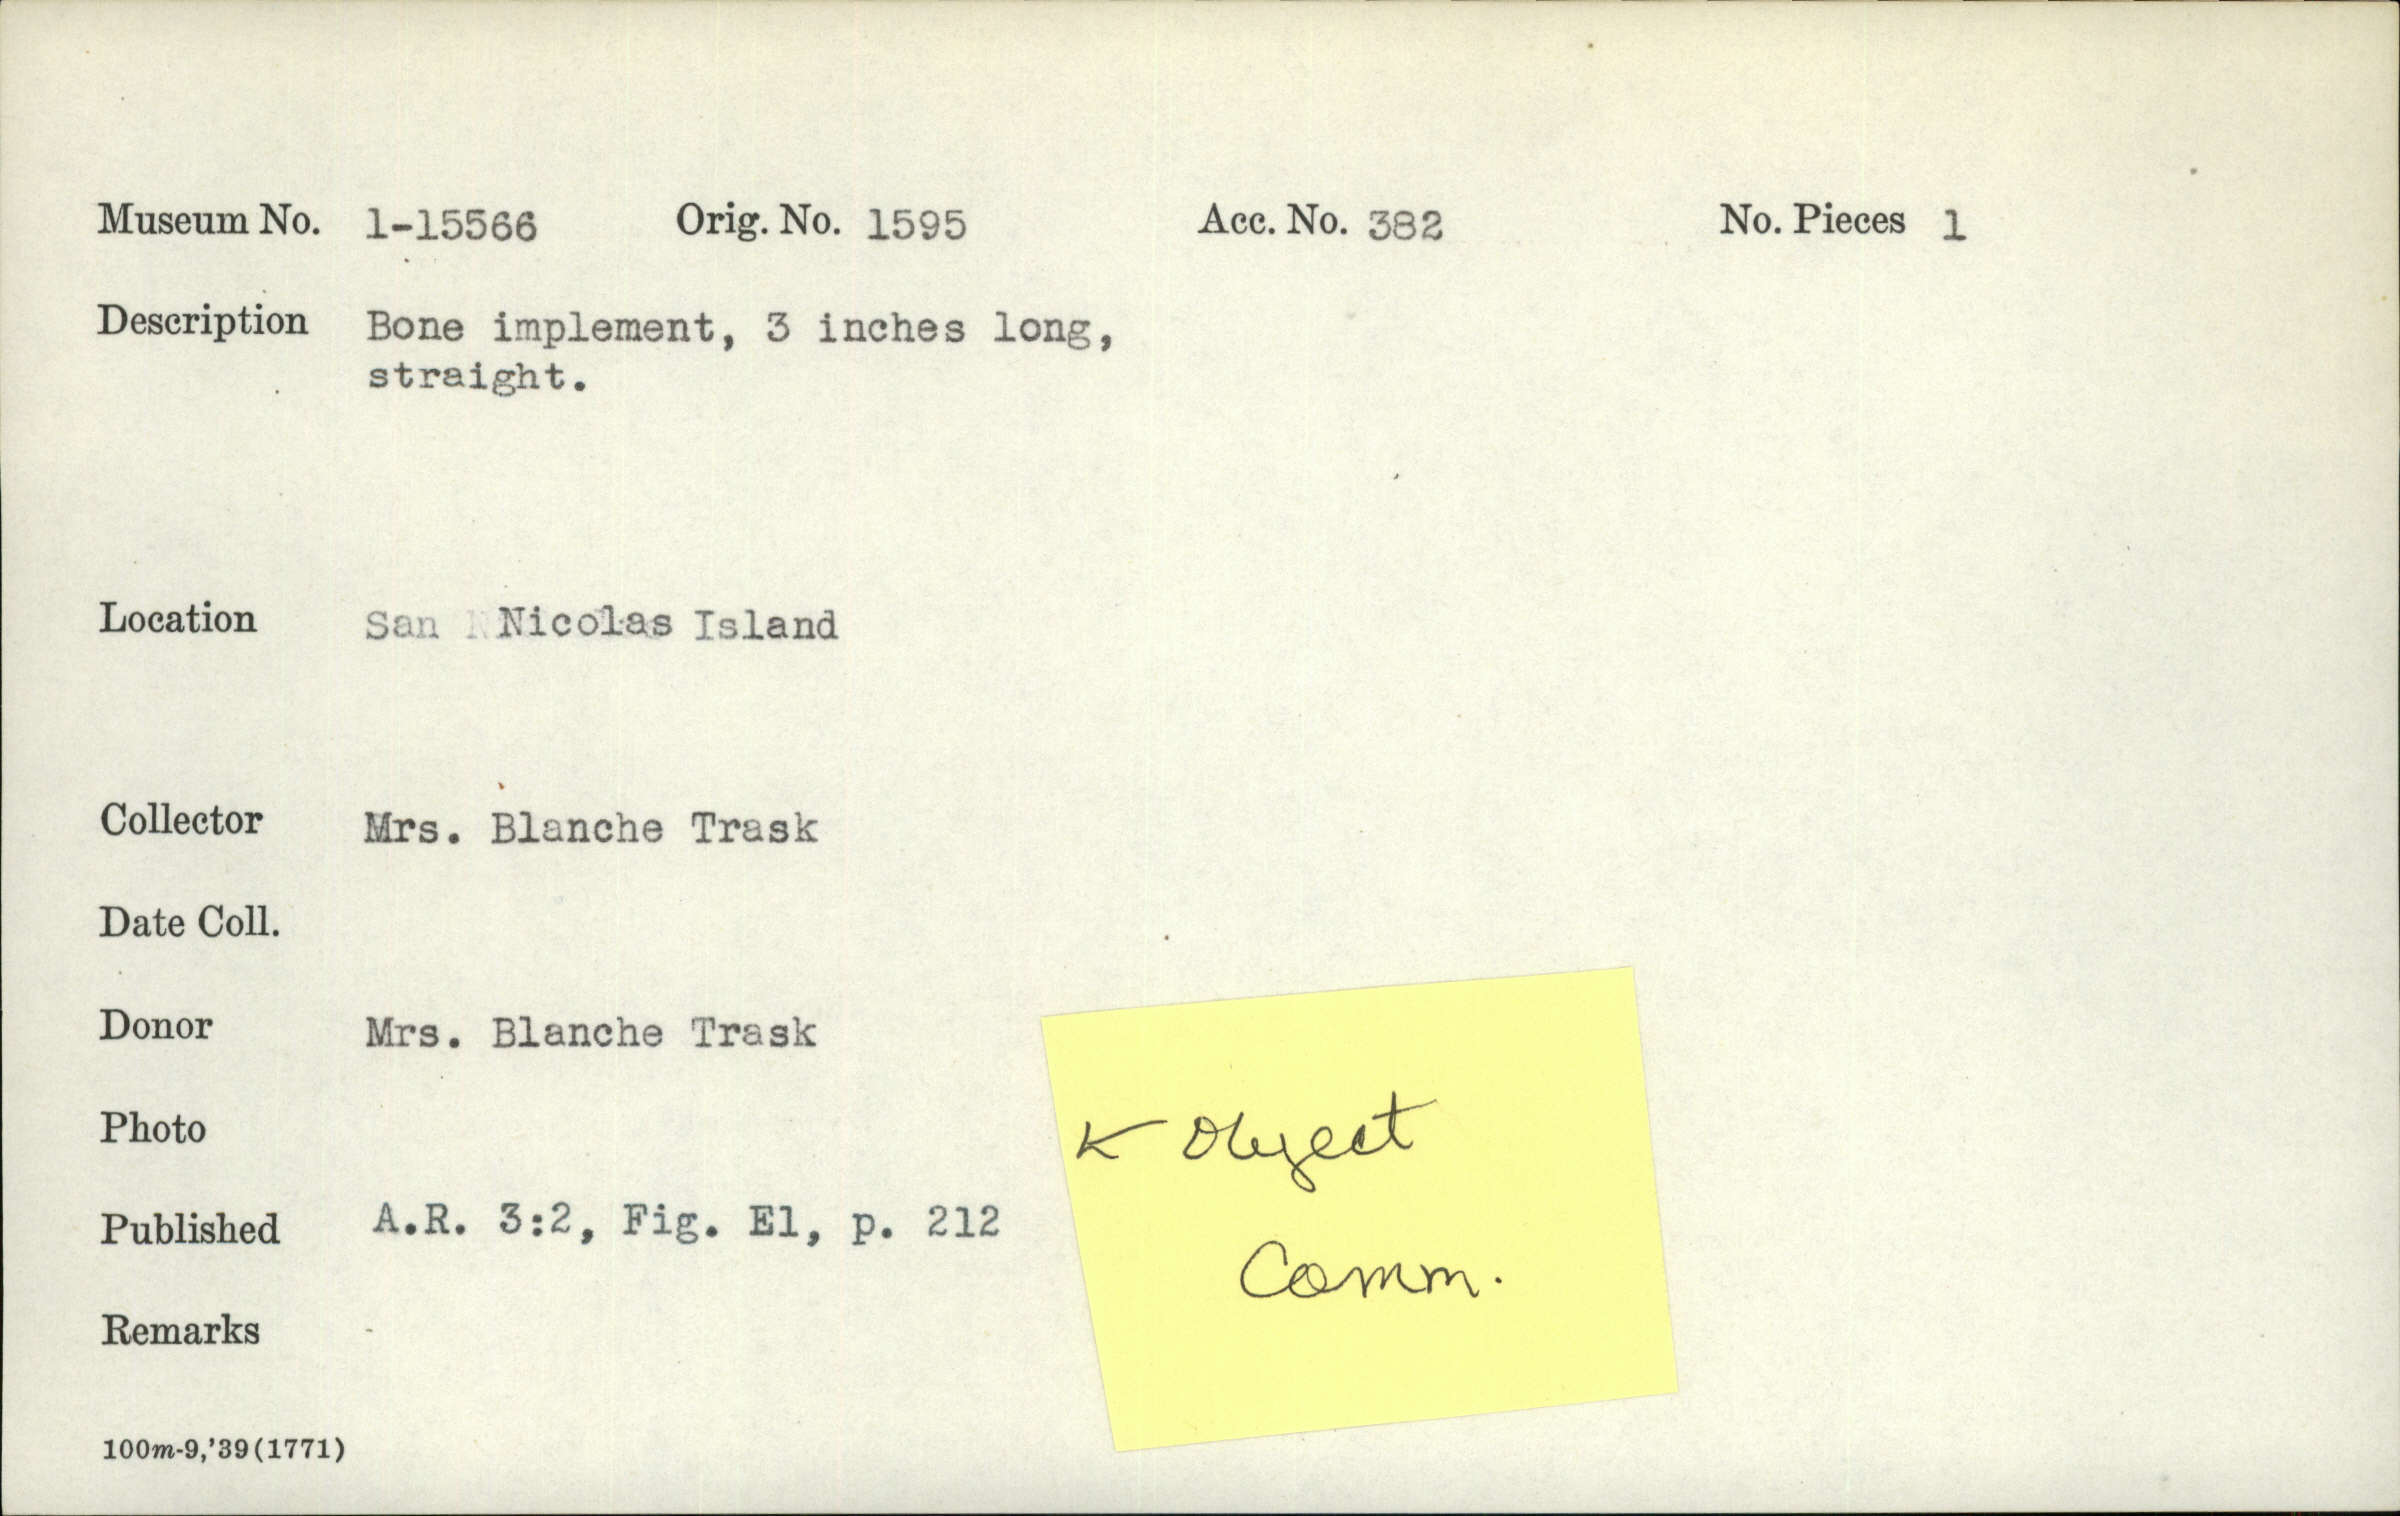 Museum No. 1-15566 Orig. No. 1595 Acc. No. 382 No. Pieces 1
Description Bone implement, 3 inches long,
straight.
Location San Nicolas Island
Collector Mrs. Blanche Trask
Date Coll.
Donor Mrs. Blanche Trask
Photo
Published A.R. 3:2, Fig. E1, p. 212
Remarks
K Object
Comm.
100m-9,'39(1771)